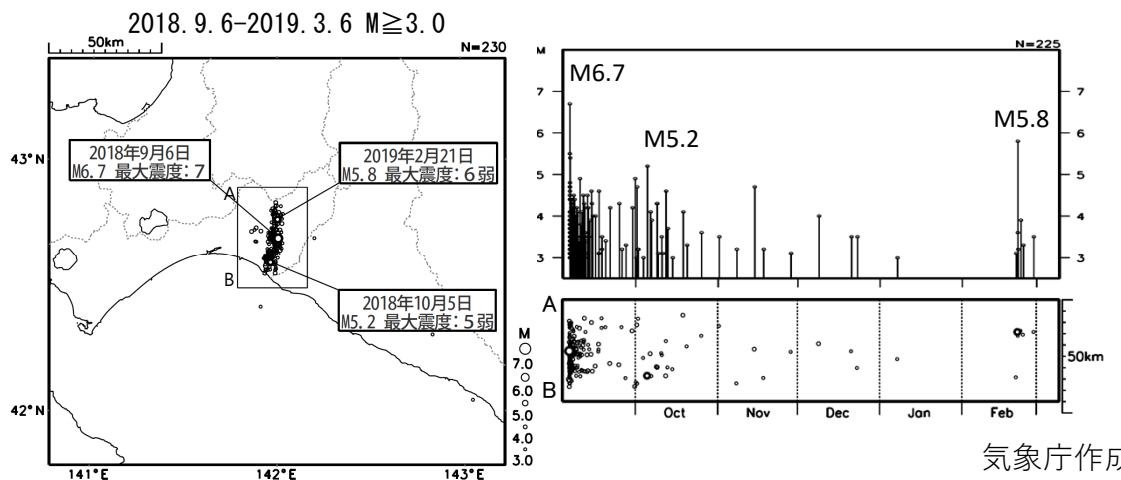 2018.9.6-2019.3.6 M≧3.0
50km
N=230
43°N
42°N
141°E
142°E
143°E
2018年9月6日
M6.7 最大震度:7
2019年2月21日
M5.8 最大震度:6弱
2018年10月5日
M5.2 最大震度:5弱
A
B
M
7.0
6.0
5.0
4.0
3.0
M
N=225
M6.7
M5.2
M5.8
7
6
5
4
3
7
6
5
4
3
A
B
50km
Oct
Nov
Dec
Jan
Feb
気象庁作成